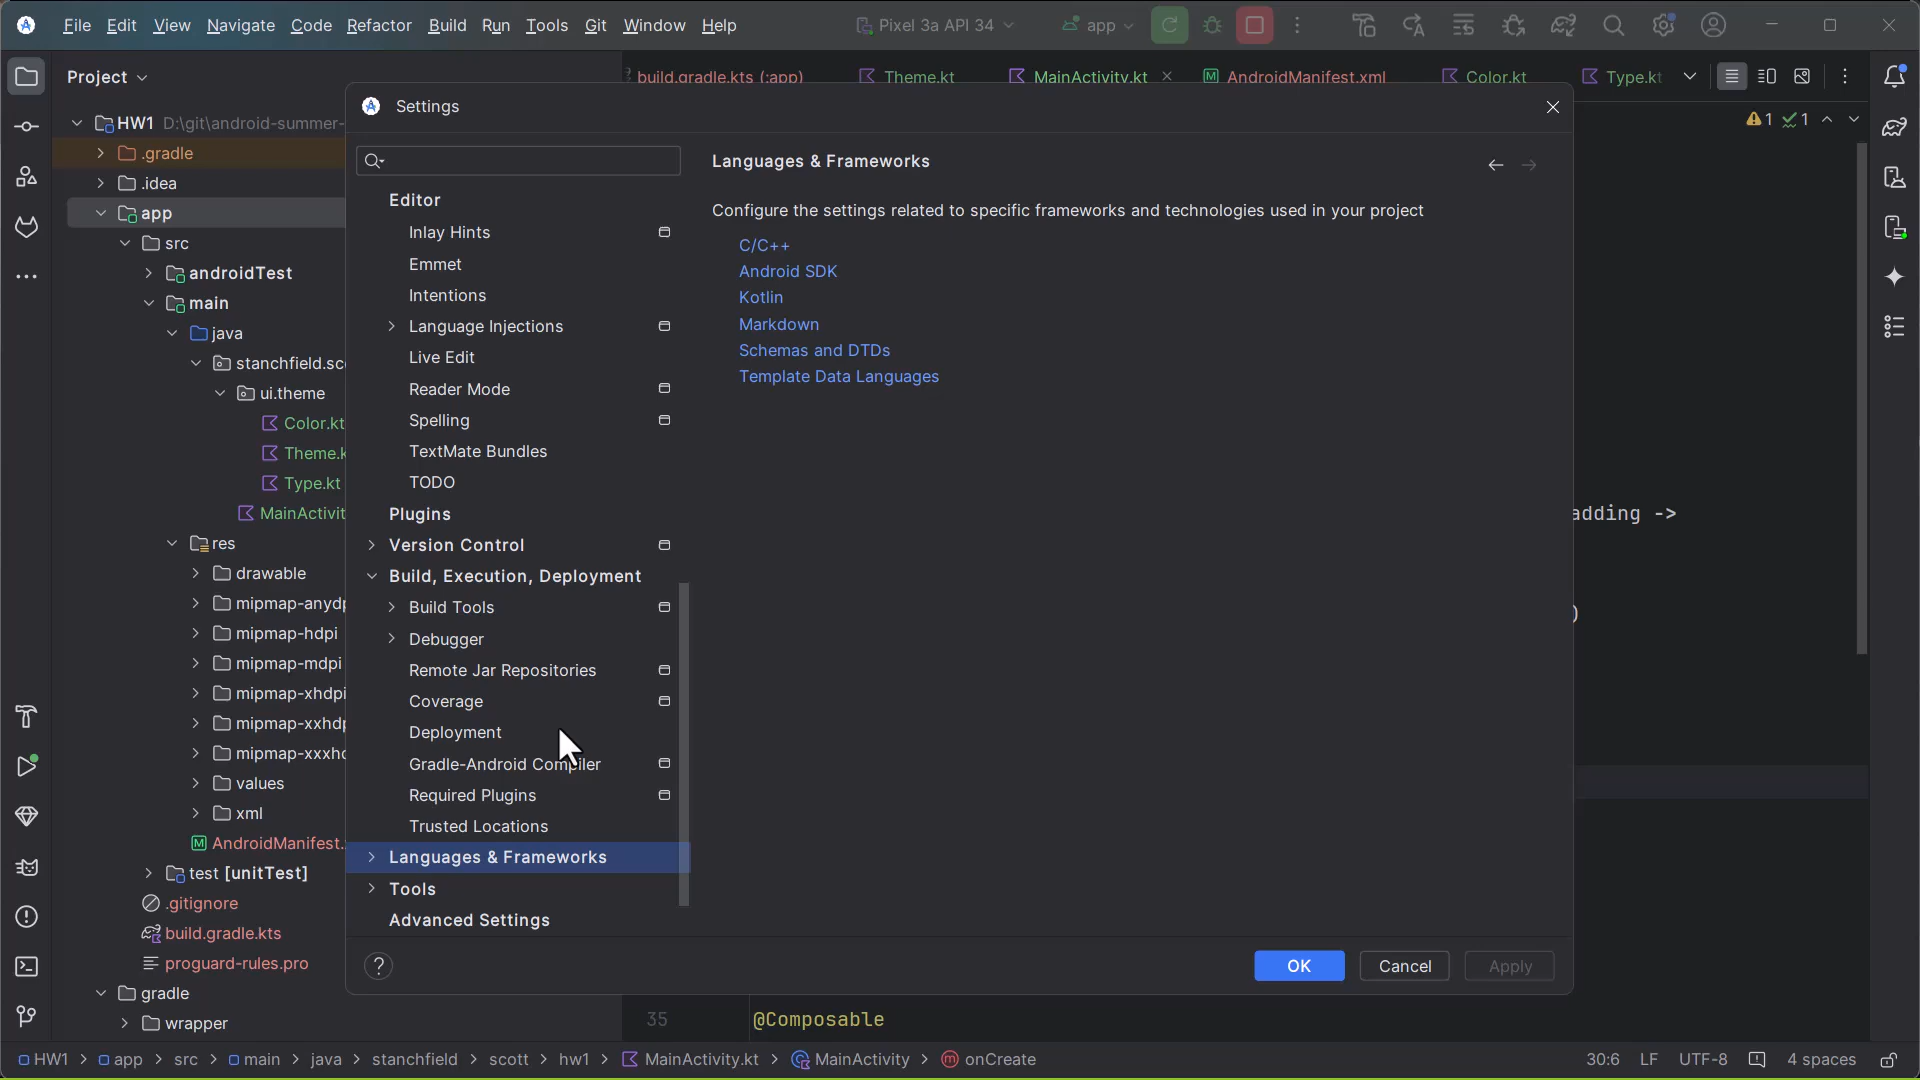 File Edit View Navigate Code Refactor Build Run Tools Git Window Help Pixel 3a API 34 app
Project
build.gradle.kts (:app) Theme.kt MainActivity.kt AndroidManifest.xml Color.kt Type.kt
1 1
HW1 D:\git\android-summer-
.gradle
.idea
app
src
androidTest
main
java
stanchfield.sc
ui.theme
Color.kt
Theme.k
Type.kt
MainActivit
res
drawable
mipmap-anydp
mipmap-hdpi
mipmap-mdpi
mipmap-xhdpi
mipmap-xxhdp
mipmap-xxxhd
values
xml
AndroidManifest.
test [unitTest]
.gitignore
build.gradle.kts
proguard-rules.pro
gradle
wrapper
Settings
Editor
Inlay Hints
Emmet
Intentions
Language Injections
Live Edit
Reader Mode
Spelling
TextMate Bundles
TODO
Plugins
Version Control
Build, Execution, Deployment
Build Tools
Debugger
Remote Jar Repositories
Coverage
Deployment
Gradle-Android Compiler
Required Plugins
Trusted Locations
Languages & Frameworks
Tools
Advanced Settings
Languages & Frameworks
Configure the settings related to specific frameworks and technologies used in your project
C/C++
Android SDK
Kotlin
Markdown
Schemas and DTDs
Template Data Languages
? OK Cancel Apply
adding ->
)
35 @Composable
HW1 > app > src > main > java > stanchfield > scott > hw1 > MainActivity.kt > MainActivity > onCreate 30:6 LF UTF-8 4 spaces